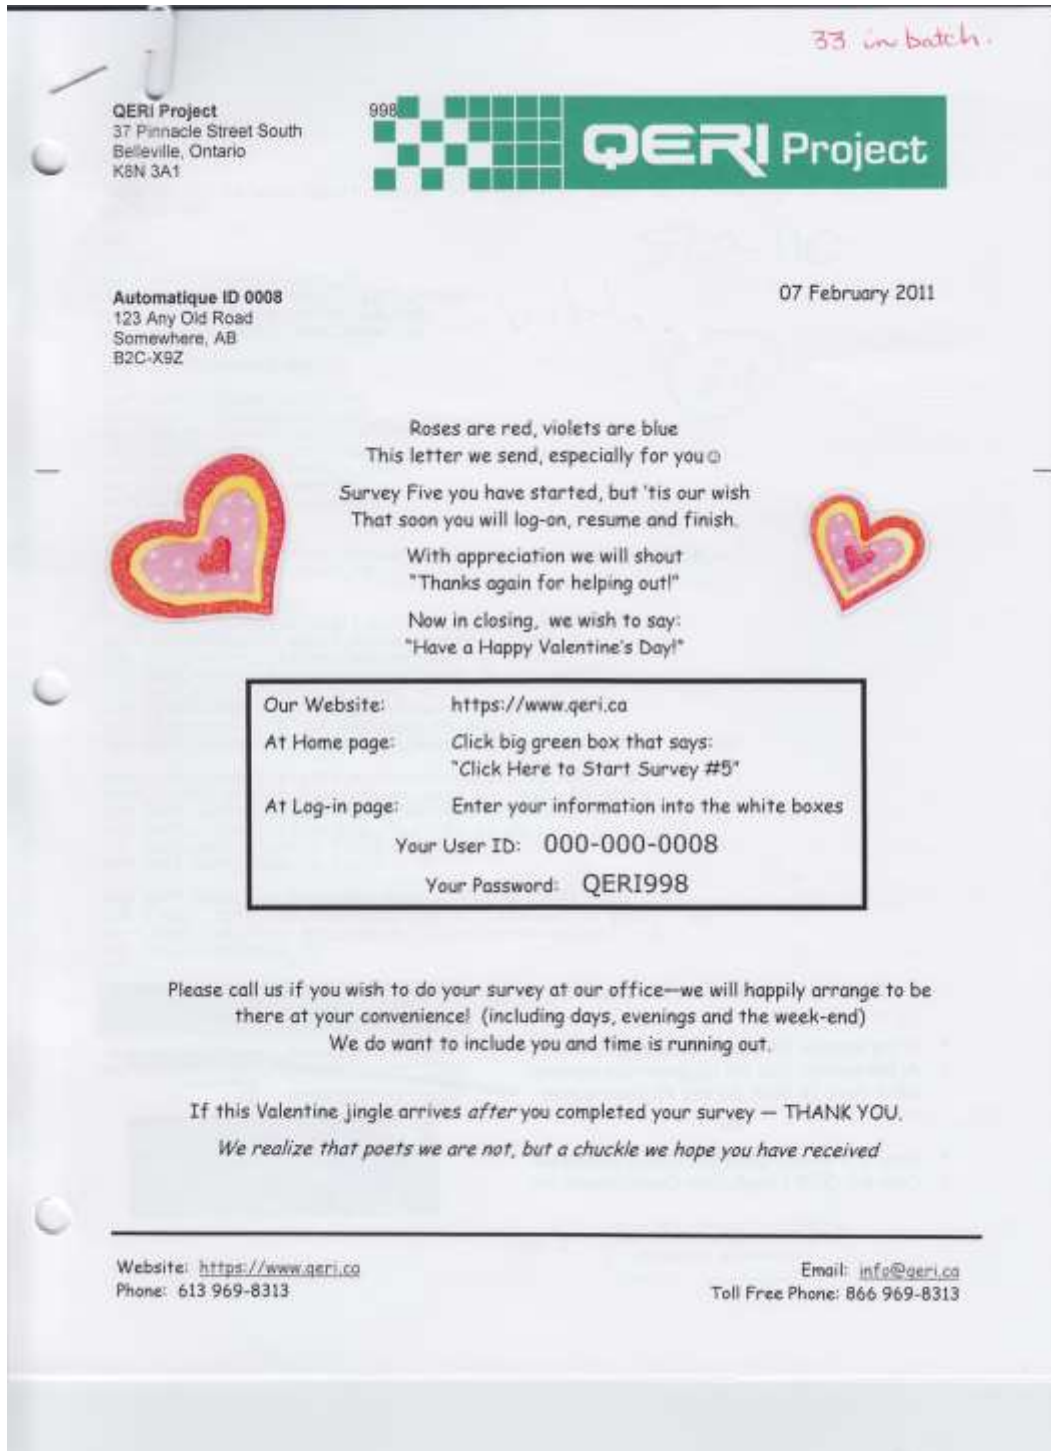 33 in batch.
QERI Project
37 Pinnacle Street South
Belleville, Ontario
K8N 3A1
998
QERI Project
Automatique ID 0008
123 Any Old Road
Somewhere, AB
B2C-X9Z
07 February 2011
Roses are red, violets are blue
This letter we send, especially for you☺
Survey Five you have started, but 'tis our wish
That soon you will log-on, resume and finish.
With appreciation we will shout
"Thanks again for helping out!"
Now in closing, we wish to say:
"Have a Happy Valentine's Day!"
Our Website: https://www.qeri.ca
At Home page: Click big green box that says:
"Click Here to Start Survey #5"
At Log-in page: Enter your information into the white boxes
Your User ID: 000-000-0008
Your Password: QERI998
Please call us if you wish to do your survey at our office—we will happily arrange to be
there at your convenience! (including days, evenings and the week-end)
We do want to include you and time is running out.
If this Valentine jingle arrives after you completed your survey — THANK YOU.
We realize that poets we are not, but a chuckle we hope you have received
Website: https://www.qeri.ca
Phone: 613 969-8313
Email: info@qeri.ca
Toll Free Phone: 866 969-8313